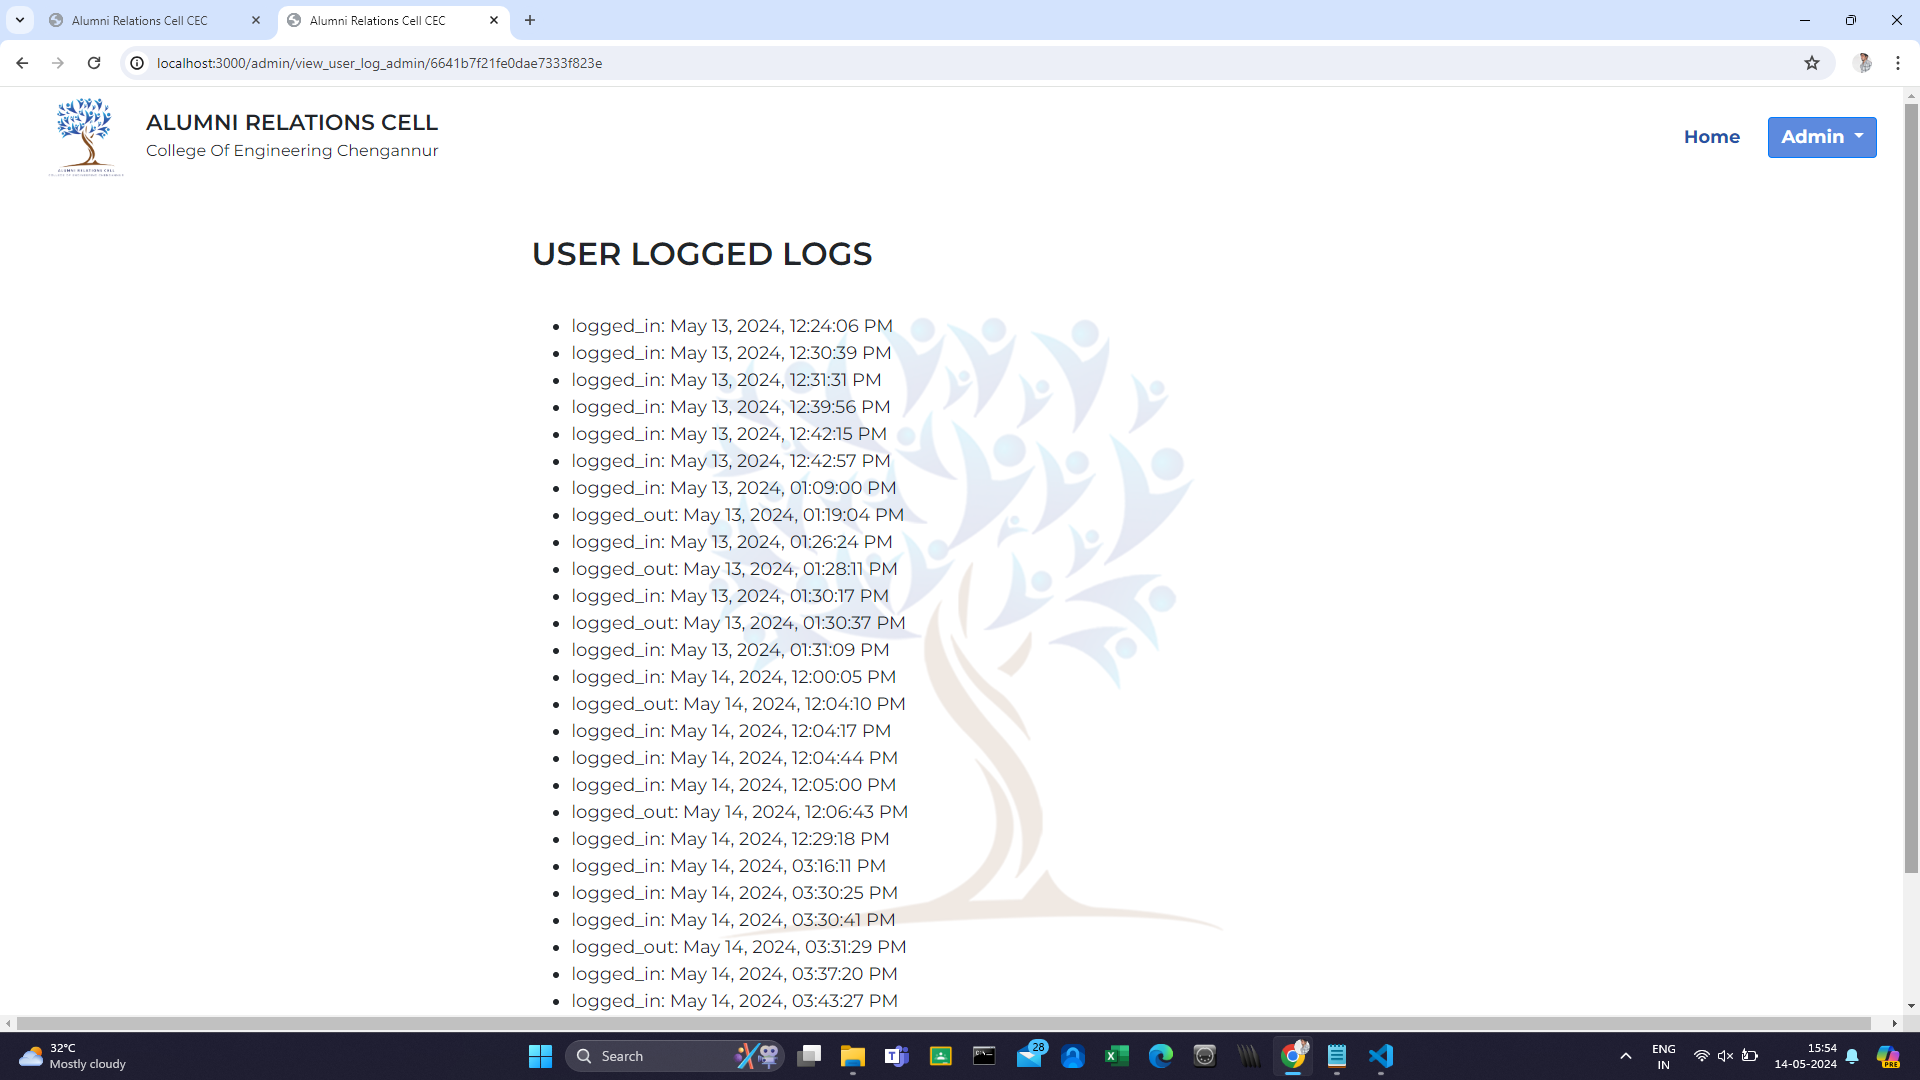 Alumni Relations Cell CEC
Alumni Relations Cell CEC
localhost:3000/admin/view_user_log_admin/6641b7f21fe0dae7333f823e
ALUMNI RELATIONS CELL
College Of Engineering Chengannur
Home
Admin
USER LOGGED LOGS
logged_in: May 13, 2024, 12:24:06 PM
logged_in: May 13, 2024, 12:30:39 PM
logged_in: May 13, 2024, 12:31:31 PM
logged_in: May 13, 2024, 12:39:56 PM
logged_in: May 13, 2024, 12:42:15 PM
logged_in: May 13, 2024, 12:42:57 PM
logged_in: May 13, 2024, 01:09:00 PM
logged_out: May 13, 2024, 01:19:04 PM
logged_in: May 13, 2024, 01:26:24 PM
logged_out: May 13, 2024, 01:28:11 PM
logged_in: May 13, 2024, 01:30:17 PM
logged_out: May 13, 2024, 01:30:37 PM
logged_in: May 13, 2024, 01:31:09 PM
logged_in: May 14, 2024, 12:00:05 PM
logged_out: May 14, 2024, 12:04:10 PM
logged_in: May 14, 2024, 12:04:17 PM
logged_in: May 14, 2024, 12:04:44 PM
logged_in: May 14, 2024, 12:05:00 PM
logged_out: May 14, 2024, 12:06:43 PM
logged_in: May 14, 2024, 12:29:18 PM
logged_in: May 14, 2024, 03:16:11 PM
logged_in: May 14, 2024, 03:30:25 PM
logged_in: May 14, 2024, 03:30:41 PM
logged_out: May 14, 2024, 03:31:29 PM
logged_in: May 14, 2024, 03:37:20 PM
logged_in: May 14, 2024, 03:43:27 PM
32°C
Mostly cloudy
Search
28
ENG
IN
15:54
14-05-2024
PRE